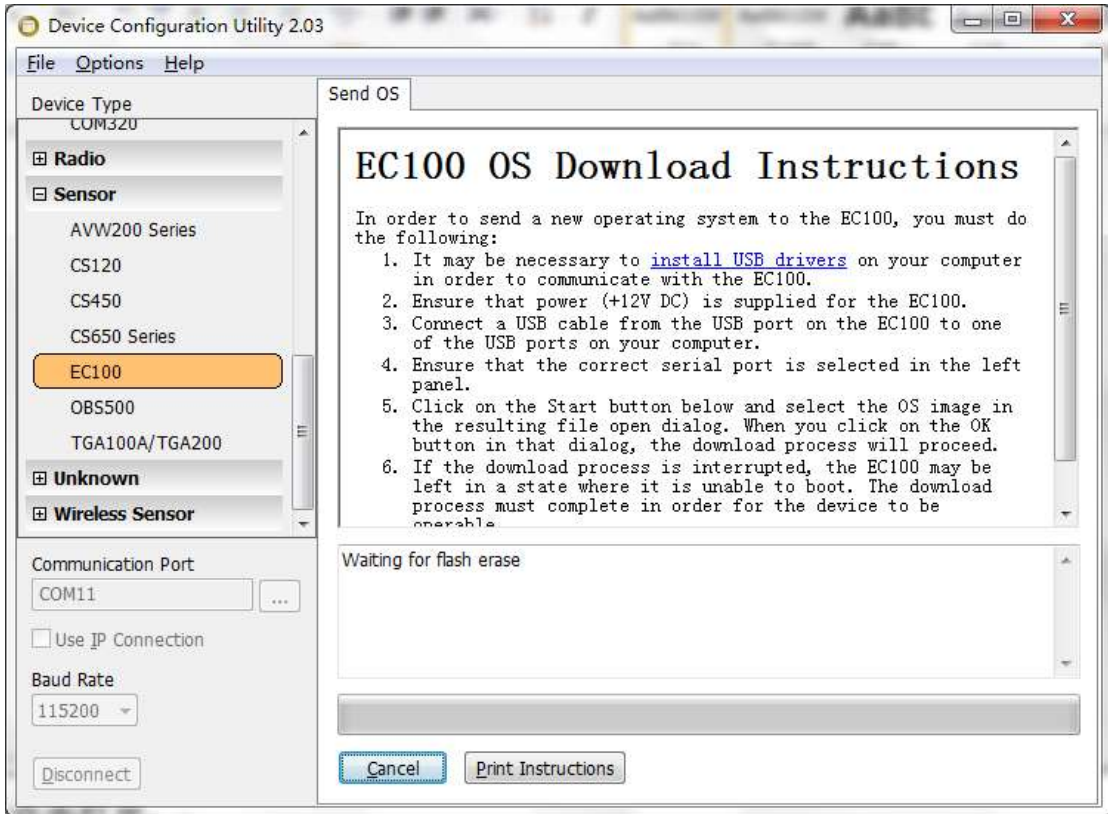 Device Configuration Utility 2.03
File Options Help
Device Type
COM320
Radio
Sensor
AVW200 Series
CS120
CS450
CS650 Series
EC100
OBS500
TGA100A/TGA200
Unknown
Wireless Sensor
Communication Port
COM11
...
Use IP Connection
Baud Rate
115200
Disconnect
Send OS
EC100 OS Download Instructions
In order to send a new operating system to the EC100, you must do
the following:
1. It may be necessary to install USB drivers on your computer
in order to communicate with the EC100.
2. Ensure that power (+12V DC) is supplied for the EC100.
3. Connect a USB cable from the USB port on the EC100 to one
of the USB ports on your computer.
4. Ensure that the correct serial port is selected in the left
panel.
5. Click on the Start button below and select the OS image in
the resulting file open dialog. When you click on the OK
button in that dialog, the download process will proceed.
6. If the download process is interrupted, the EC100 may be
left in a state where it is unable to boot. The download
process must complete in order for the device to be
operable
Waiting for flash erase
Cancel
Print Instructions